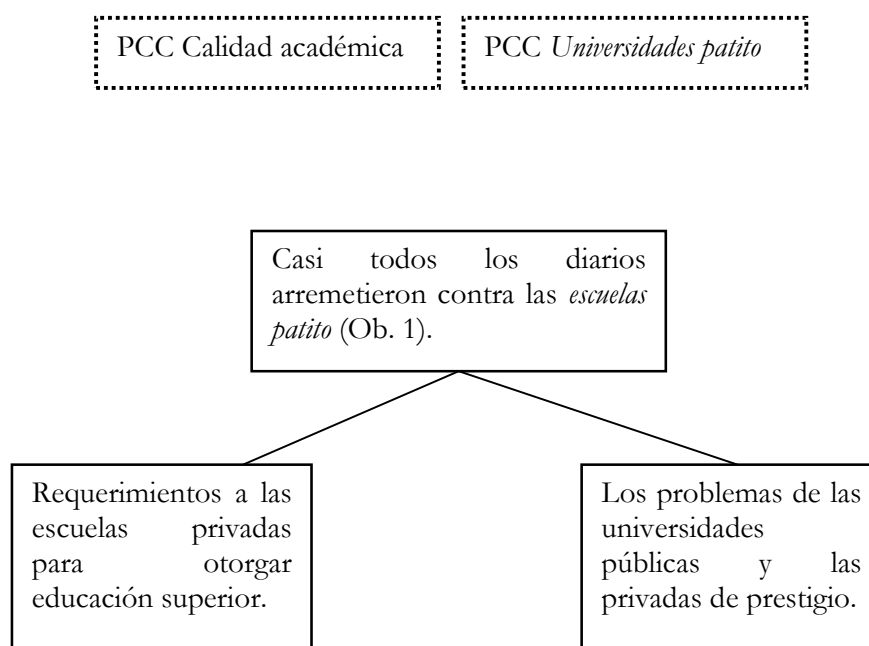 PCC Calidad académica
PCC Universidades patito
Casi todos los diarios
arremetieron contra las escuelas
patito (Ob. 1).
Requerimientos a las
escuelas privadas
para otorgar
educación superior.
Los problemas de las
universidades
públicas y las
privadas de prestigio.